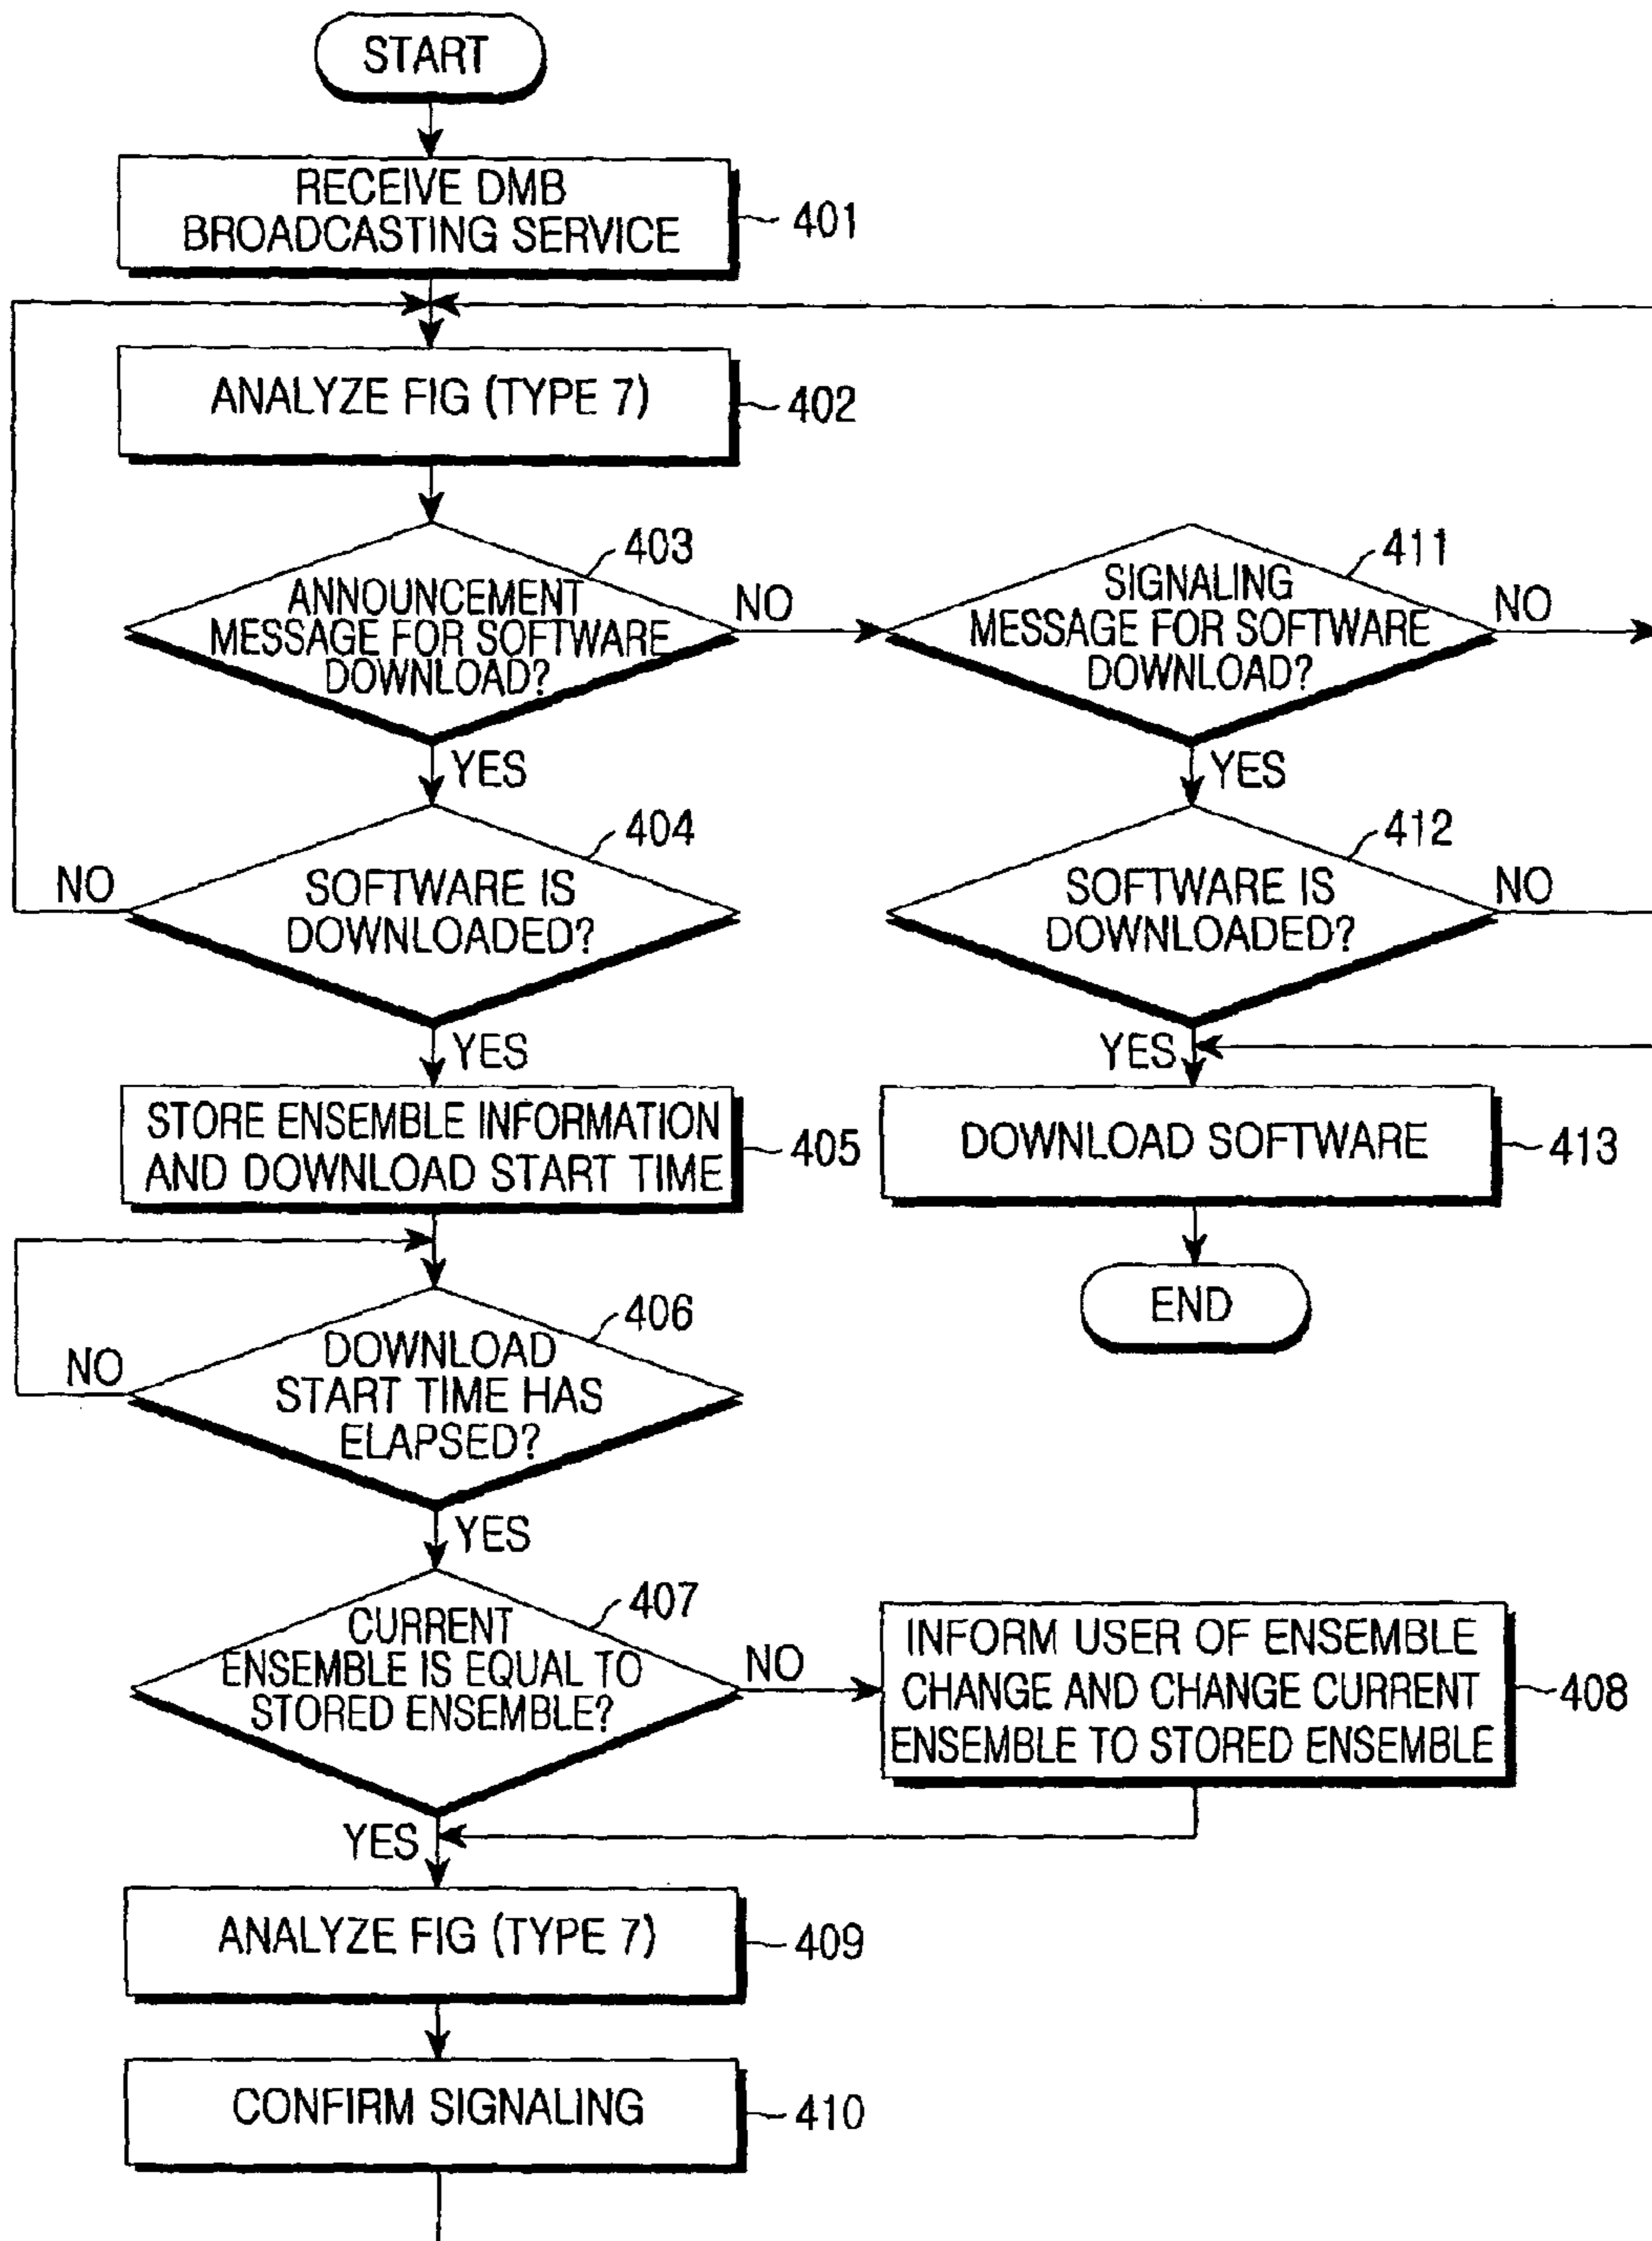 START
RECEIVE DMB
BROADCASTING SERVICE
401
ANALYZE FIG (TYPE 7)
402
403
ANNOUNCEMENT
MESSAGE FOR SOFTWARE
DOWNLOAD?
NO
YES
411
SIGNALING
MESSAGE FOR SOFTWARE
DOWNLOAD?
NO
YES
404
SOFTWARE IS
DOWNLOADED?
NO
YES
412
SOFTWARE IS
DOWNLOADED?
NO
YES
STORE ENSEMBLE INFORMATION
AND DOWNLOAD START TIME
405
DOWNLOAD SOFTWARE
413
END
406
DOWNLOAD
START TIME HAS
ELAPSED?
NO
YES
407
CURRENT
ENSEMBLE IS EQUAL TO
STORED ENSEMBLE?
NO
YES
INFORM USER OF ENSEMBLE
CHANGE AND CHANGE CURRENT
ENSEMBLE TO STORED ENSEMBLE
408
ANALYZE FIG (TYPE 7)
409
CONFIRM SIGNALING
410